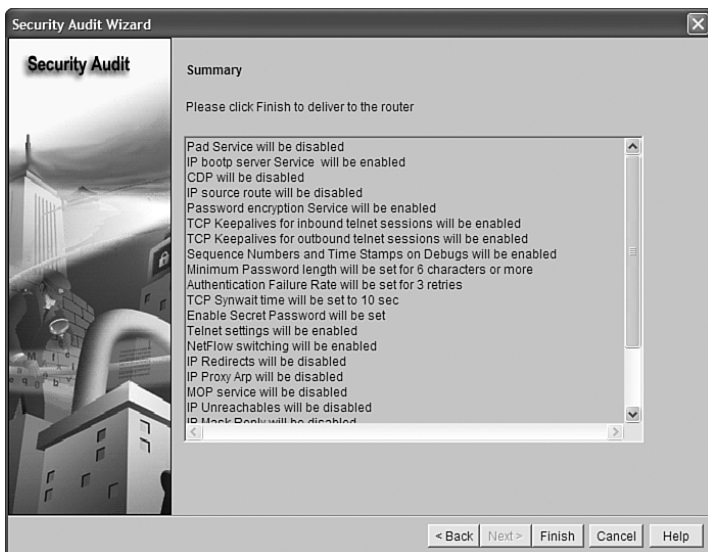 Security Audit Wizard
Security Audit
Summary
Please click Finish to deliver to the router
Pad Service will be disabled
IP bootp server Service will be enabled
CDP will be disabled
IP source route will be disabled
Password encryption Service will be enabled
TCP Keepalives for inbound telnet sessions will be enabled
TCP Keepalives for outbound telnet sessions will be enabled
Sequence Numbers and Time Stamps on Debugs will be enabled
Minimum Password length will be set for 6 characters or more
Authentication Failure Rate will be set for 3 retries
TCP Synwait time will be set to 10 sec
Enable Secret Password will be set
Telnet settings will be enabled
NetFlow switching will be enabled
IP Redirects will be disabled
IP Proxy Arp will be disabled
MOP service will be disabled
IP Unreachables will be disabled
IP Mask Reply will be disabled
< Back Next > Finish Cancel Help